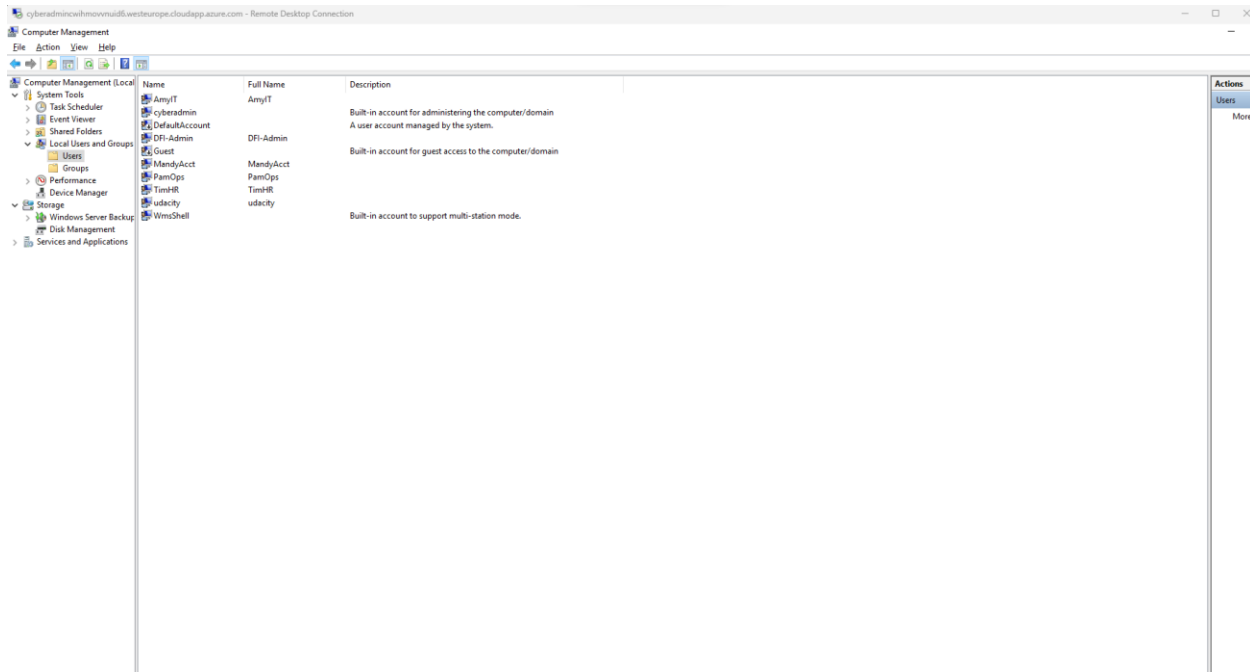 cyberadmincwihmovvnuid6.westeurope.cloudapp.azure.com - Remote Desktop Connection
Computer Management
File Action View Help
Computer Management (Local
System Tools
Task Scheduler
Event Viewer
Shared Folders
Local Users and Groups
Users
Groups
Performance
Device Manager
Storage
Windows Server Backup
Disk Management
Services and Applications
Name Full Name Description
AmyIT AmyIT
cyberadmin Built-in account for administering the computer/domain
DefaultAccount A user account managed by the system.
DFI-Admin DFI-Admin
Guest Built-in account for guest access to the computer/domain
MandyAcct MandyAcct
PamOps PamOps
TimHR TimHR
udacity udacity
WmsShell Built-in account to support multi-station mode.
Actions
Users
More